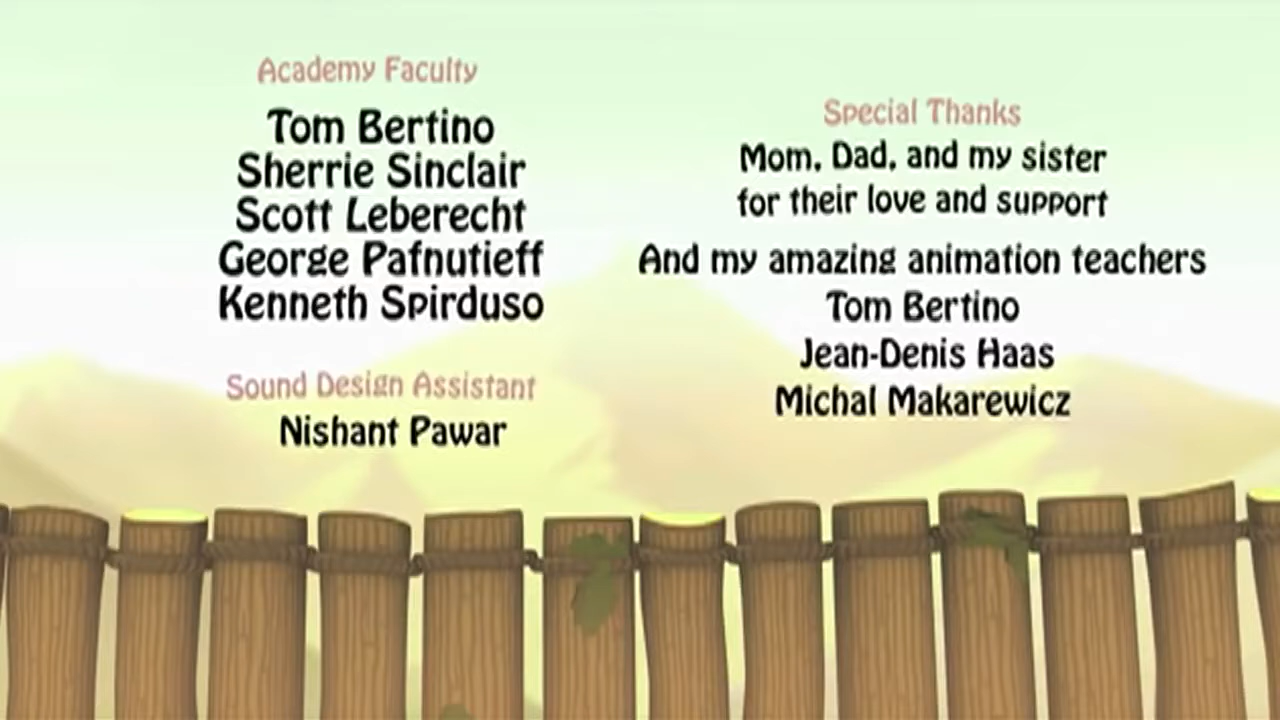 Academy Faculty
Tom Bertino
Sherrie Sinclair
Scott Leberecht
George Pafnutieff
Kenneth Spirduso
Sound Design Assistant
Nishant Pawar
Special Thanks
Mom, Dad, and my sister
for their love and support
And my amazing animation teachers
Tom Bertino
Jean-Denis Haas
Michal Makarewicz